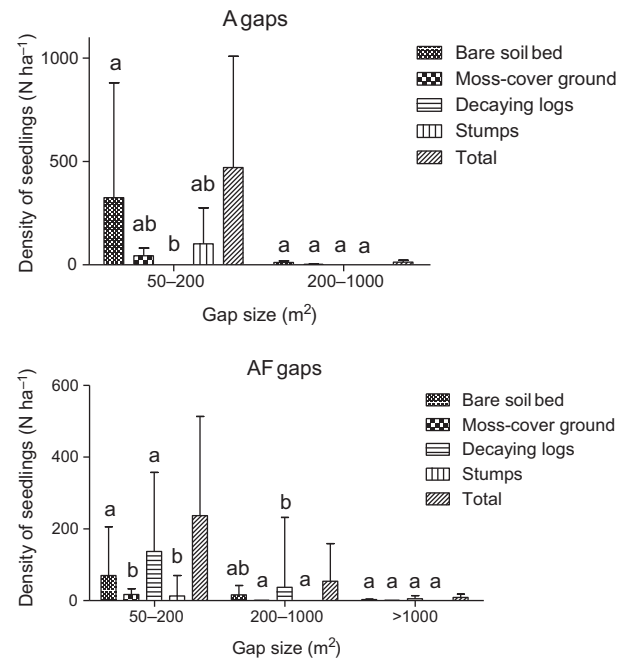 A gaps
Density of seedlings (N ha⁻¹)
1000
500
0
a
ab
b
ab
a
a
a
a
50–200
200–1000
Gap size (m²)
Bare soil bed
Moss-cover ground
Decaying logs
Stumps
Total
AF gaps
Density of seedlings (N ha⁻¹)
600
400
200
0
a
b
a
b
ab
a
b
a
a
a
a
a
50–200
200–1000
>1000
Gap size (m²)
Bare soil bed
Moss-cover ground
Decaying logs
Stumps
Total